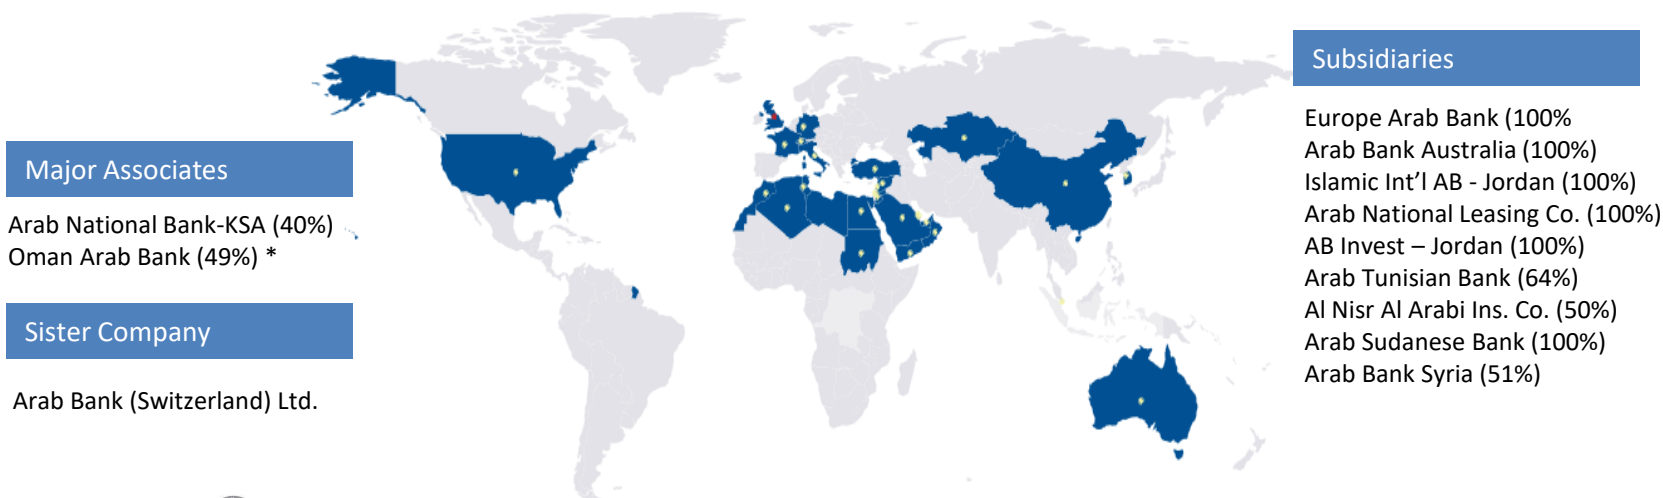 Major Associates
Arab National Bank-KSA (40%)
Oman Arab Bank (49%) *
Sister Company
Arab Bank (Switzerland) Ltd.
Subsidiaries
Europe Arab Bank (100%
Arab Bank Australia (100%)
Islamic Int’l AB - Jordan (100%)
Arab National Leasing Co. (100%)
AB Invest – Jordan (100%)
Arab Tunisian Bank (64%)
Al Nisr Al Arabi Ins. Co. (50%)
Arab Sudanese Bank (100%)
Arab Bank Syria (51%)